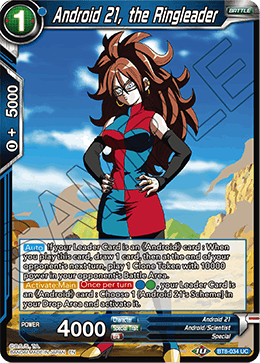 1
Android 21, the Ringleader
BATTLE
+ 5000
Auto If your Leader Card is an ⟨Android⟩ card : When
you play this card, draw 1 card, then at the end of your
opponent's next turn, play 1 Clone Token with 10000
power in your opponent's Battle Area.
Activate:Main Once per turn , your Leader Card is
an ⟨Android⟩ card : Choose 1 ⟨Android 21's Scheme⟩ in
your Drop Area and activate it.
POWER
4000
Character Android 21
Special Trait Android/Scientist
Era Special
BT8-034 UC